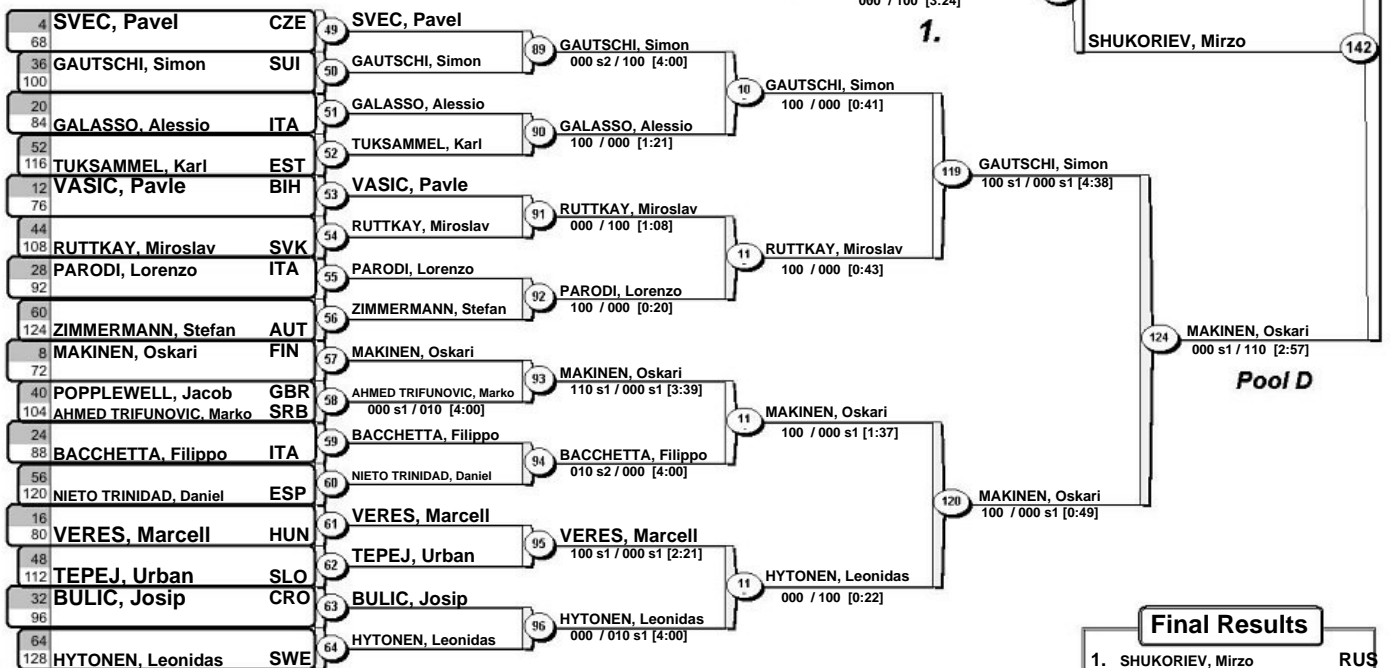 000 / 100 [3:24]
1.
SHUKORIEV, Mirzo
142
4 SVEC, Pavel CZE
68
36 GAUTSCHI, Simon SUI
100
20
84 GALASSO, Alessio ITA
52
116 TUKSAMMEL, Karl EST
12 VASIC, Pavle BIH
76
44
108 RUTTKAY, Miroslav SVK
28 PARODI, Lorenzo ITA
92
60
124 ZIMMERMANN, Stefan AUT
8 MAKINEN, Oskari FIN
72
40 POPPLEWELL, Jacob GBR
104 AHMED TRIFUNOVIC, Marko SRB
24
88 BACCHETTA, Filippo ITA
56
120 NIETO TRINIDAD, Daniel ESP
16
80 VERES, Marcell HUN
48
112 TEPEJ, Urban SLO
32 BULIC, Josip CRO
96
64
128 HYTONEN, Leonidas SWE
49 SVEC, Pavel
50 GAUTSCHI, Simon
51 GALASSO, Alessio
52 TUKSAMMEL, Karl
53 VASIC, Pavle
54 RUTTKAY, Miroslav
55 PARODI, Lorenzo
56 ZIMMERMANN, Stefan
57 MAKINEN, Oskari
58 AHMED TRIFUNOVIC, Marko
000 s1 / 010 [4:00]
59 BACCHETTA, Filippo
60 NIETO TRINIDAD, Daniel
61 VERES, Marcell
62 TEPEJ, Urban
63 BULIC, Josip
64 HYTONEN, Leonidas
89 GAUTSCHI, Simon
000 s2 / 100 [4:00]
90 GALASSO, Alessio
100 / 000 [1:21]
91 RUTTKAY, Miroslav
000 / 100 [1:08]
92 PARODI, Lorenzo
100 / 000 [0:20]
93 MAKINEN, Oskari
110 s1 / 000 s1 [3:39]
94 BACCHETTA, Filippo
010 s2 / 000 [4:00]
95 VERES, Marcell
100 s1 / 000 s1 [2:21]
96 HYTONEN, Leonidas
000 / 010 s1 [4:00]
10 GAUTSCHI, Simon
100 / 000 [0:41]
11 RUTTKAY, Miroslav
100 / 000 [0:43]
11 MAKINEN, Oskari
100 / 000 s1 [1:37]
11 HYTONEN, Leonidas
000 / 100 [0:22]
119 GAUTSCHI, Simon
100 s1 / 000 s1 [4:38]
120 MAKINEN, Oskari
100 / 000 s1 [0:49]
124 MAKINEN, Oskari
000 s1 / 110 [2:57]
Pool D
Final Results
1. SHUKORIEV, Mirzo RUS